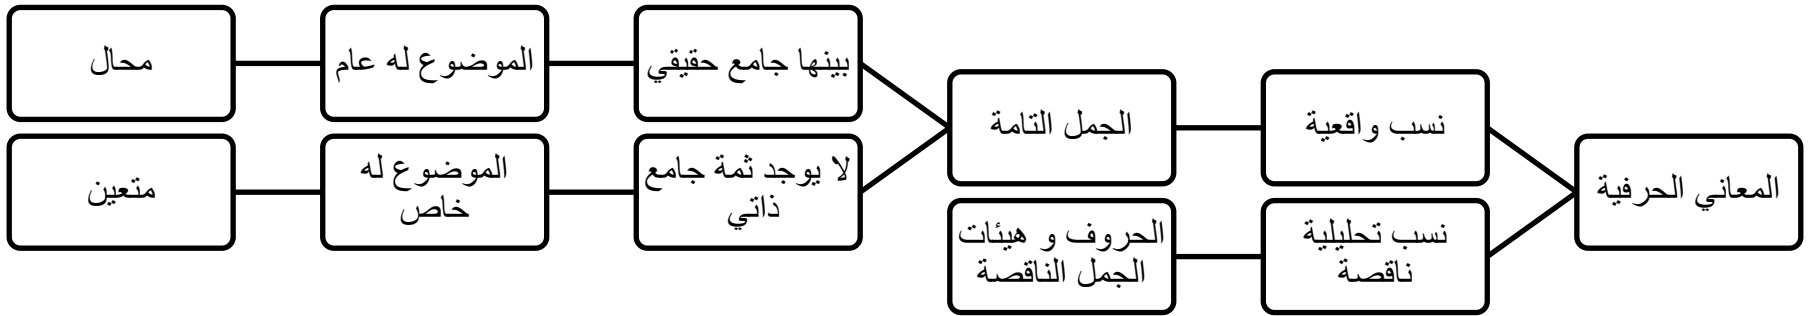 المعاني الحرفية
نسب واقعية
الجمل التامة
بينها جامع حقيقي
الموضوع له عام
محال
لا يوجد ثمة جامع
ذاتي
الموضوع له
خاص
متعين
نسب تحليلية
ناقصة
الحروف و هيئات
الجمل الناقصة